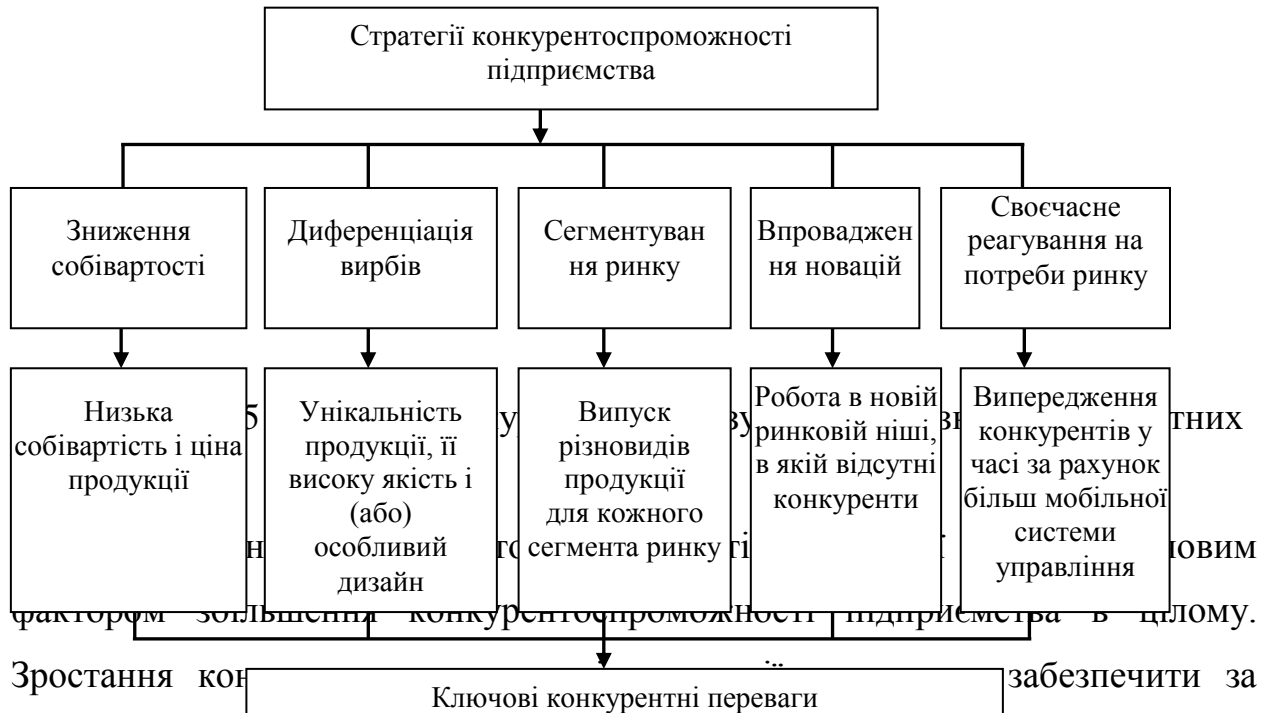 Стратегії конкурентоспроможності
підприємства
Зниження
собівартості
Диференціація
вирбів
Сегментуван
ня ринку
Впроваджен
ня новацій
Своєчасне
реагування на
потреби ринку
Низька
собівартість і ціна
продукції
Унікальність
продукції, її
високу якість і
(або)
особливий
дизайн
Випуск
різновидів
продукції
для кожного
сегмента ринку
Робота в новій
ринковій ніші,
в якій відсутні
конкуренти
Випередження
конкурентів у
часі за рахунок
більш мобільної
системи
управління
фактором збільшення конкурентоспроможності підприємства в цілому.
Зростання забезпечити за
Ключові конкурентні переваги